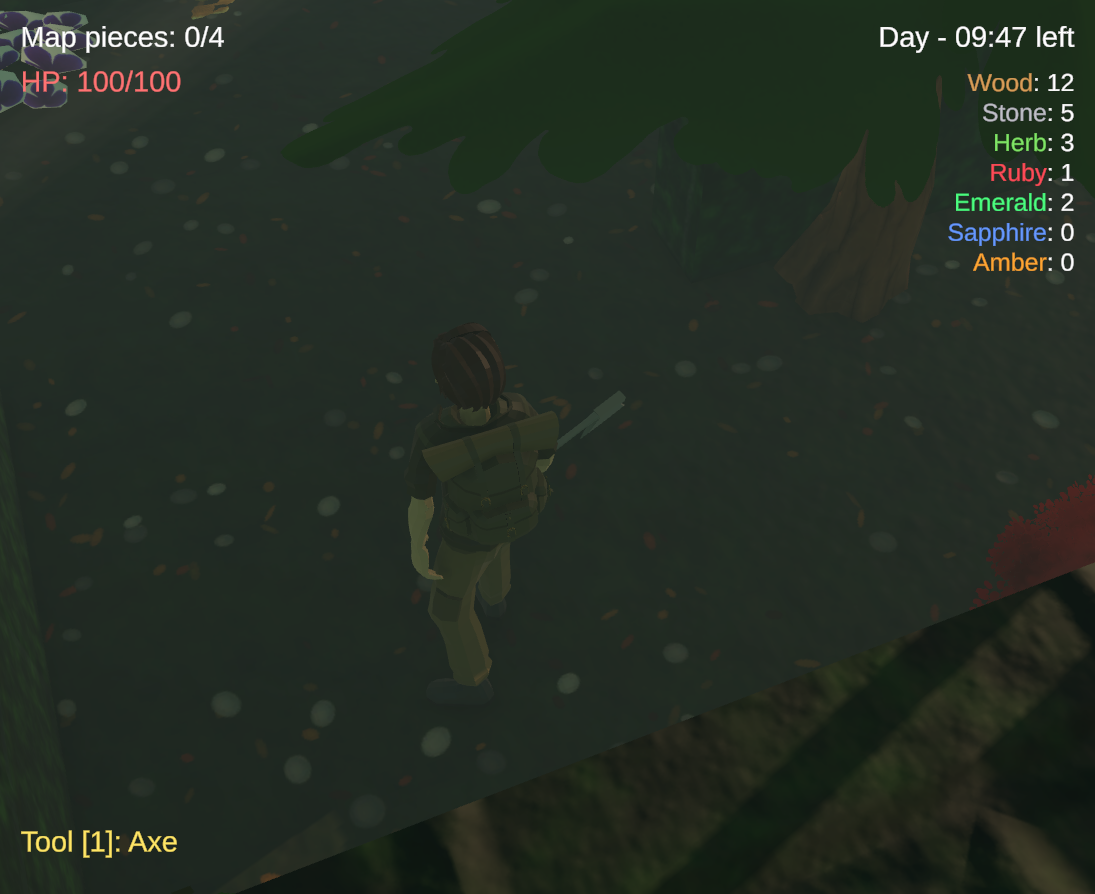 Map pieces: 0/4
HP: 100/100
Day - 09:47 left
Wood: 12
Stone: 5
Herb: 3
Ruby: 1
Emerald: 2
Sapphire: 0
Amber: 0
Tool [1]: Axe